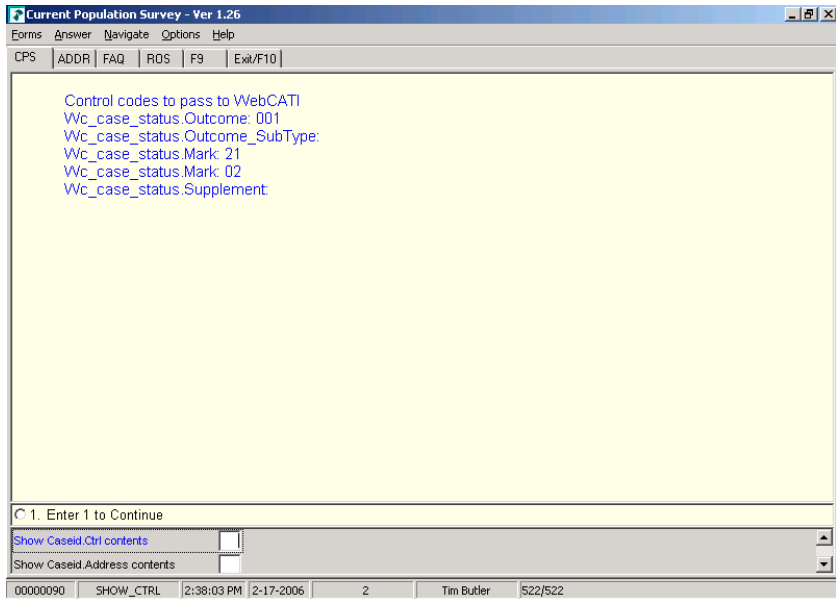 Current Population Survey - Ver 1.26
Forms Answer Navigate Options Help
CPS ADDR FAQ ROS F9 Exit/F10
Control codes to pass to WebCATI
Wc_case_status.Outcome: 001
Wc_case_status.Outcome_SubType:
Wc_case_status.Mark: 21
Wc_case_status.Mark: 02
Wc_case_status.Supplement:
1. Enter 1 to Continue
Show Caseid.Ctrl contents
Show Caseid.Address contents
00000090 SHOW_CTRL 2:38:03 PM 2-17-2006 2 Tim Butler 522/522